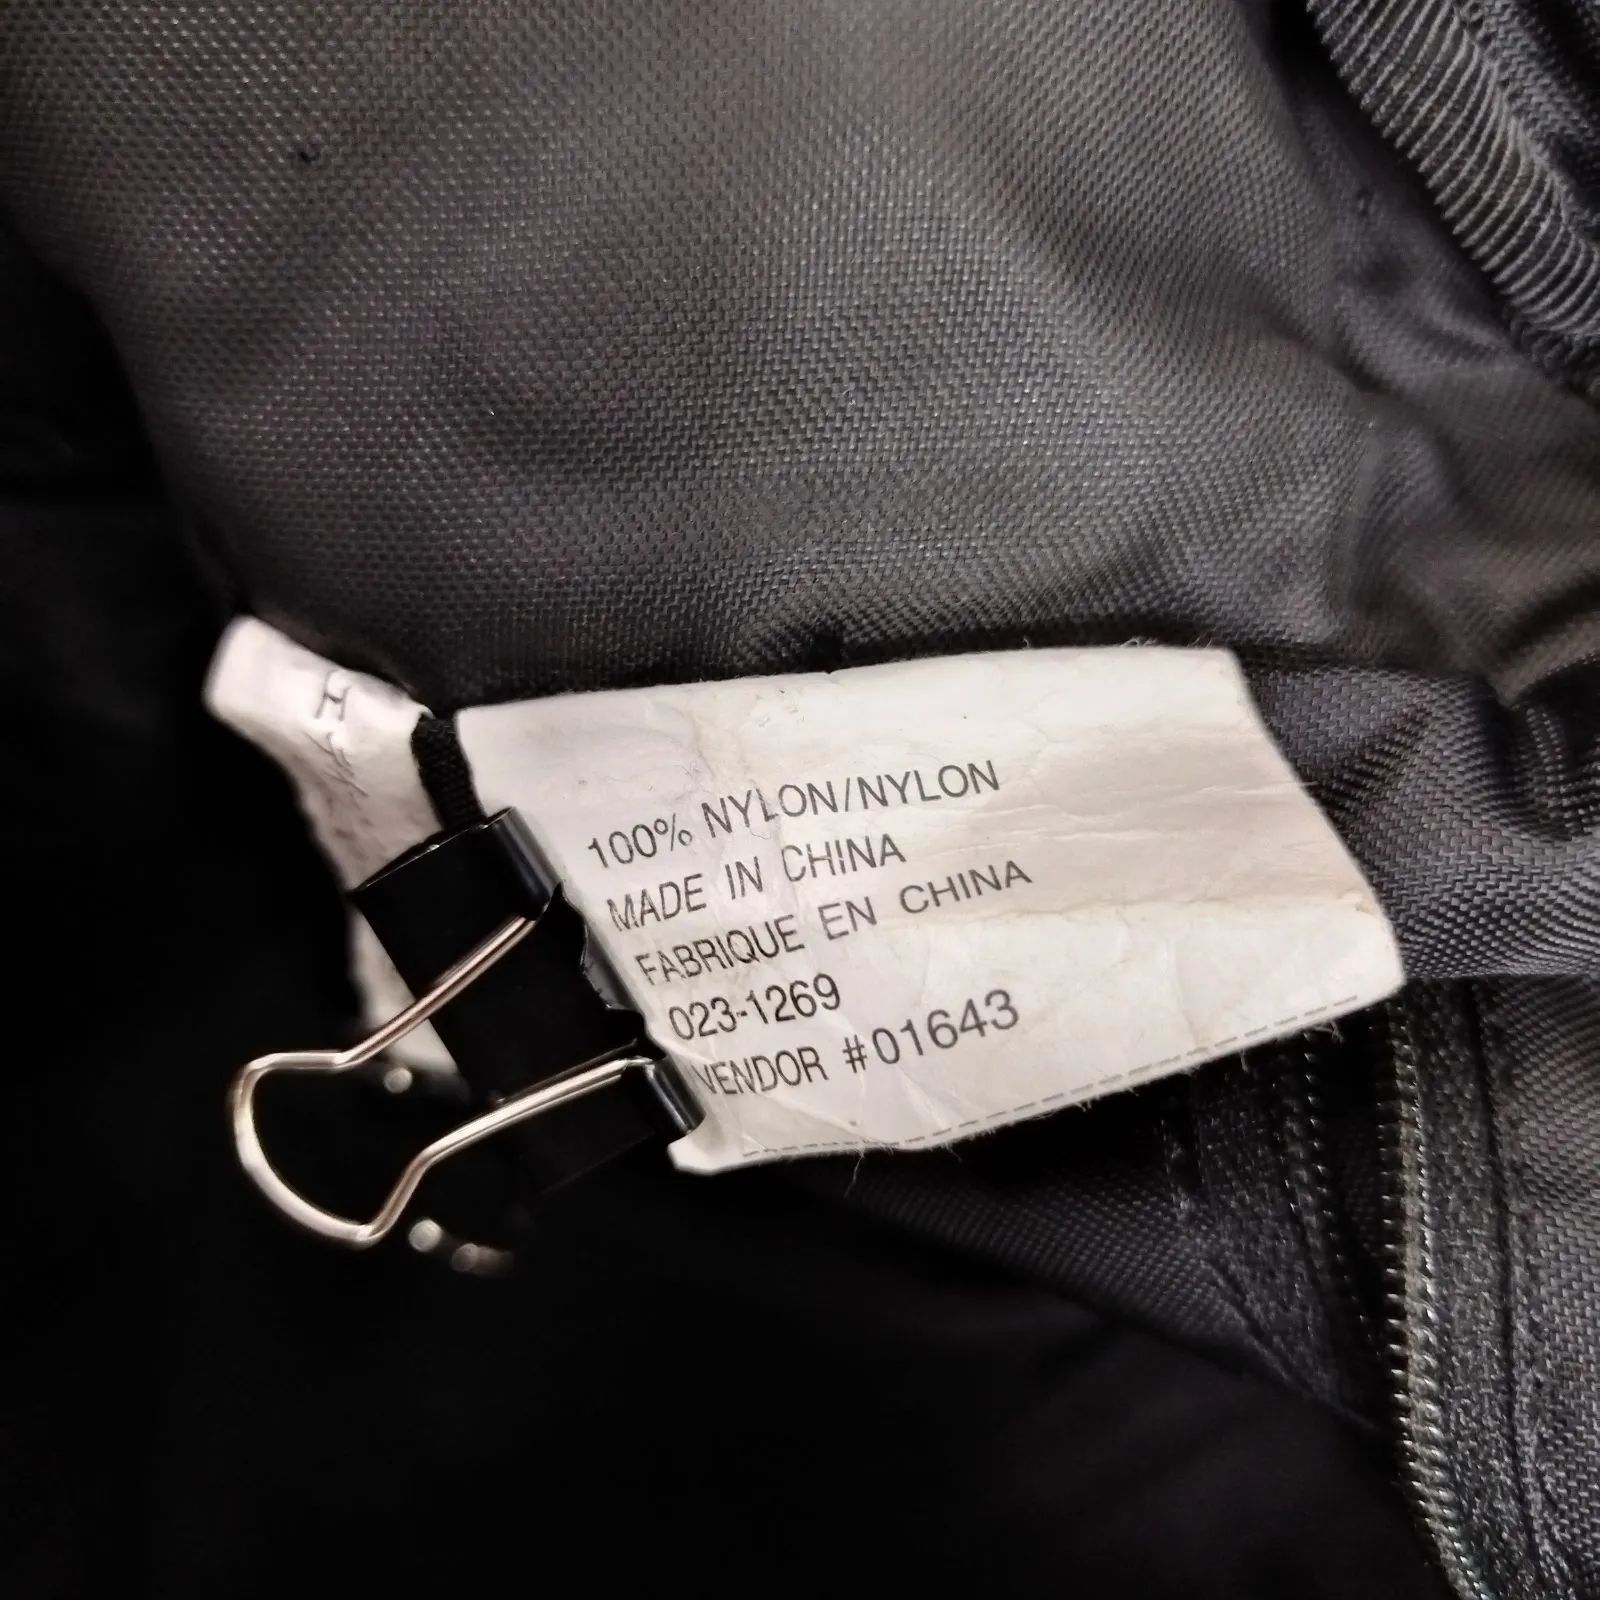 100% NYLON/NYLON
MADE IN CHINA
FABRIQUE EN CHINA
023-1269
VENDOR #01643